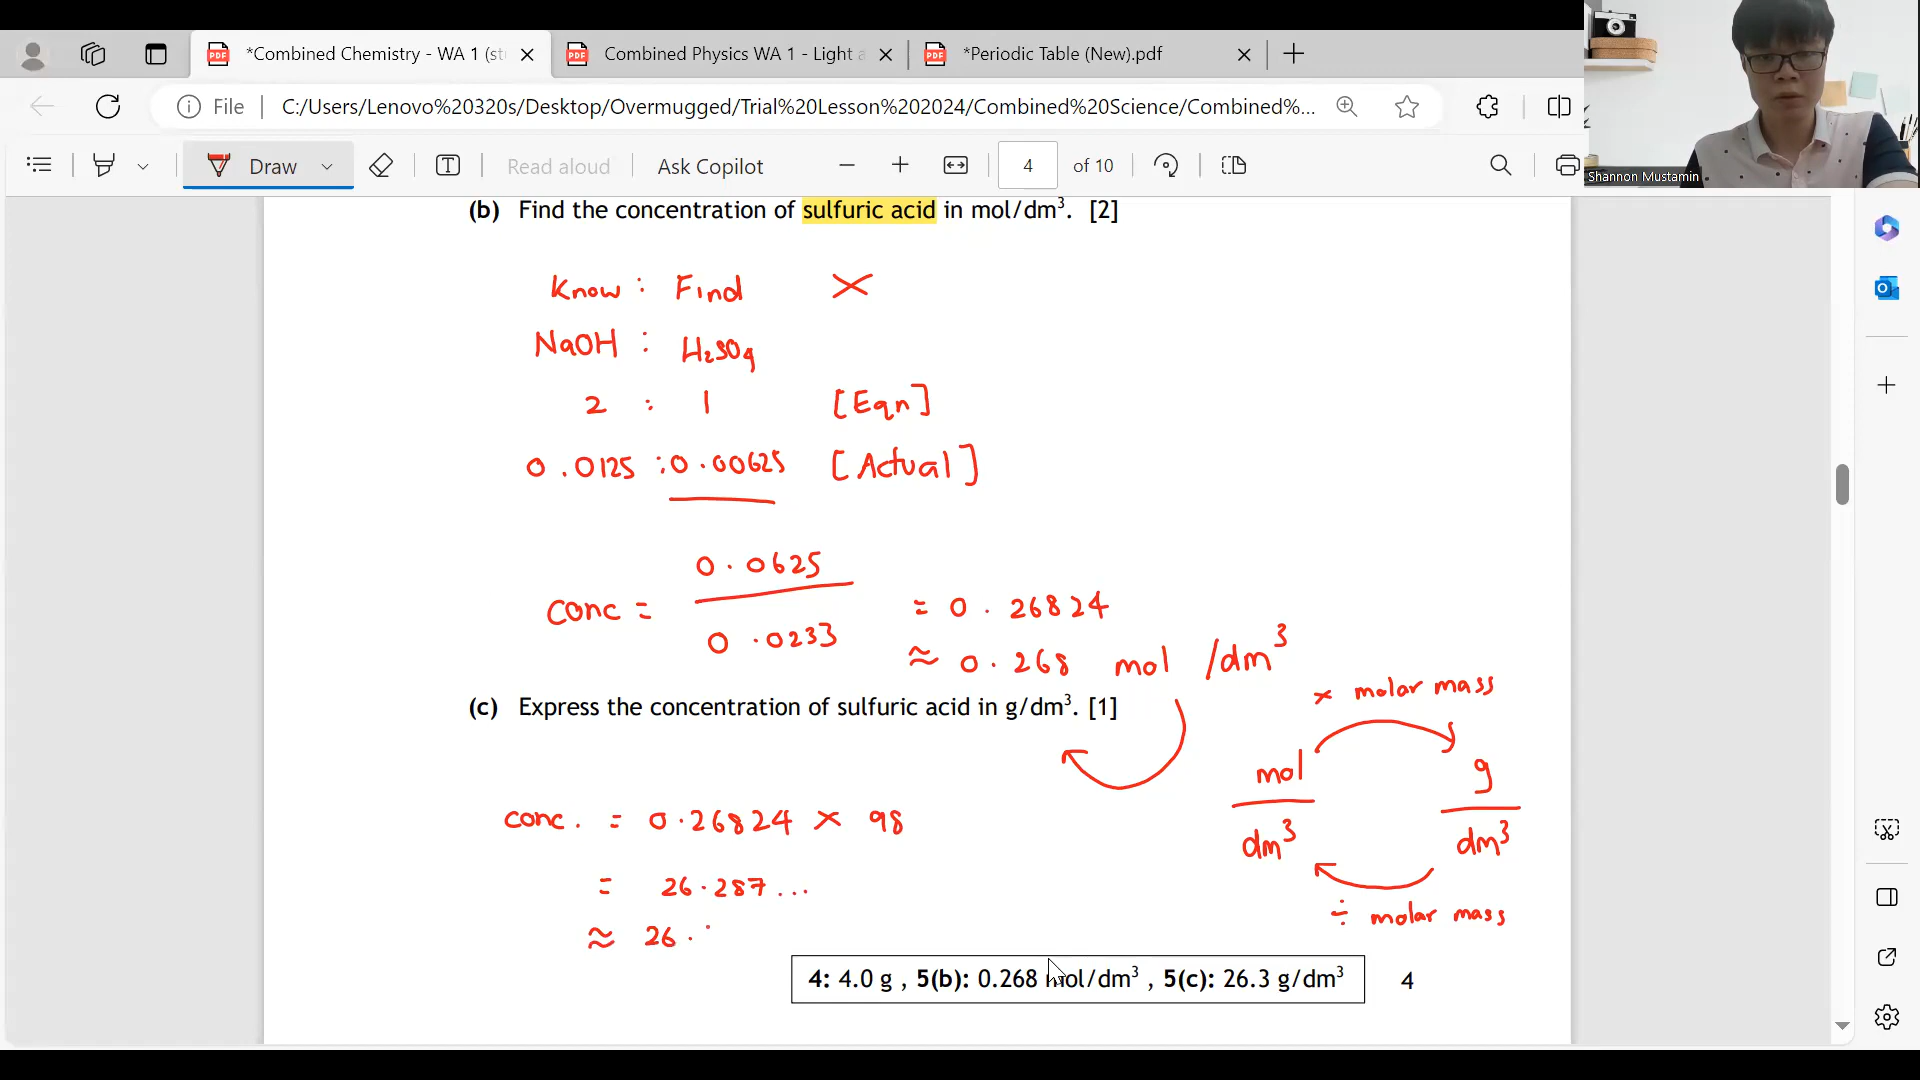 *Combined Chemistry - WA 1 (st
Combined Physics WA 1 - Light a
*Periodic Table (New).pdf
File
C:/Users/Lenovo%20320s/Desktop/Overmugged/Trial%20Lesson%202024/Combined%20Science/Combined%...
Draw
Read aloud
Ask Copilot
4 of 10
Shannon Mustamin
(b) Find the concentration of sulfuric acid in mol/dm³. [2]
Know : Find ×
NaOH : H₂SO₄
2 : 1 [Eqn]
0.0125 : 0.00625 [Actual]
0.0625
conc = = 0.26824
0.0233
≈ 0.268 mol /dm³
(c) Express the concentration of sulfuric acid in g/dm³. [1]
× molar mass
mol g
dm³ dm³
÷ molar mass
conc. = 0.26824 × 98
= 26.287...
≈ 26.
4: 4.0 g , 5(b): 0.268 mol/dm³ , 5(c): 26.3 g/dm³
4